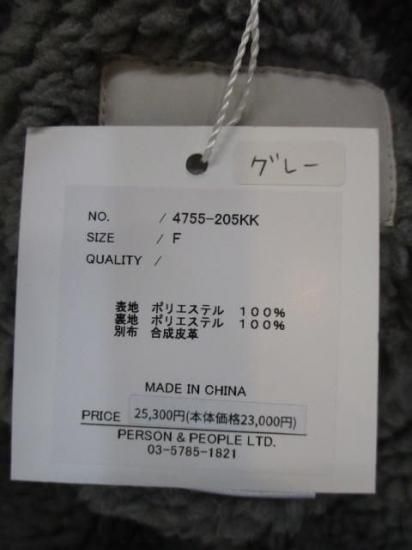 グレー
NO. / 4755-205KK
SIZE / F
QUALITY /
表地 ポリエステル １００％
裏地 ポリエステル １００％
別布 合成皮革
MADE IN CHINA
PRICE 25,300円(本体価格23,000円)
PERSON & PEOPLE LTD.
03-5785-1821